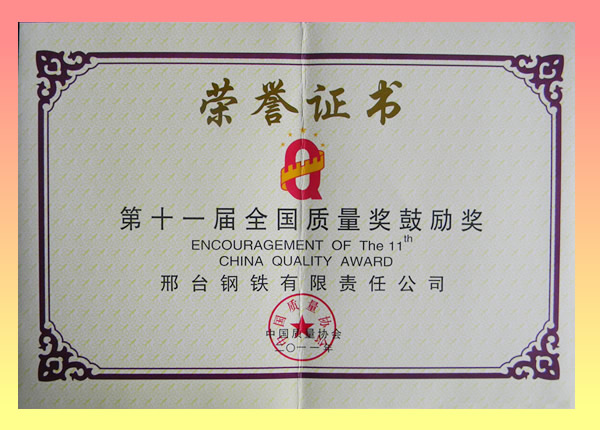 荣誉证书
Q
第十一届全国质量奖鼓励奖
ENCOURAGEMENT OF The 11th
CHINA QUALITY AWARD
邢台钢铁有限责任公司
中国质量协会
中国质量协会
二〇一一年